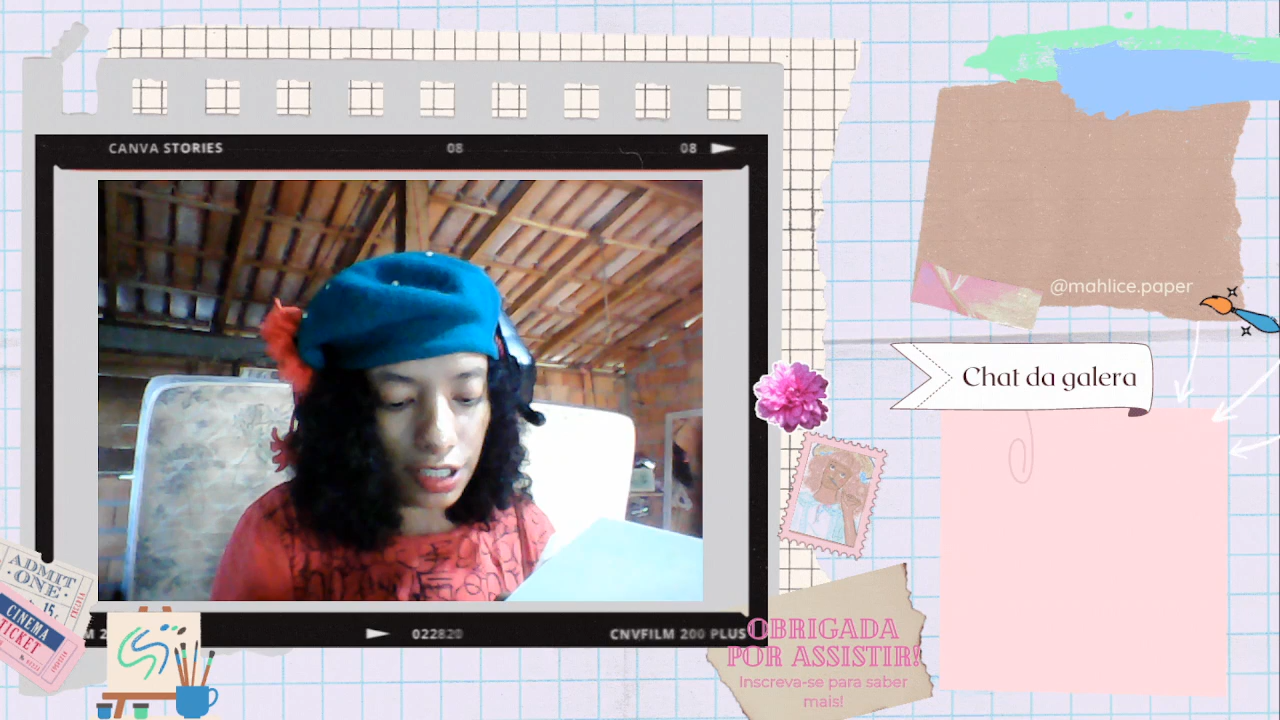 CANVA STORIES
08
08
@mahlice.paper
Chat da galera
ADMIT
ONE
15
CINEMA
TICKET
022820
CNVFILM 200 PLUS
OBRIGADA
POR ASSISTIR!
Inscreva-se para saber
mais!